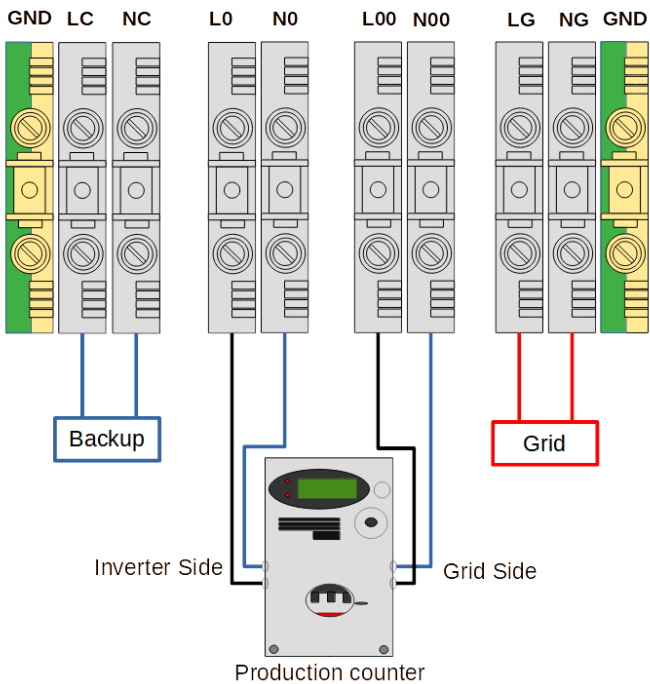 GND LC NC L0 N0 L00 N00 LG NG GND
Backup
Grid
Inverter Side
Grid Side
Production counter